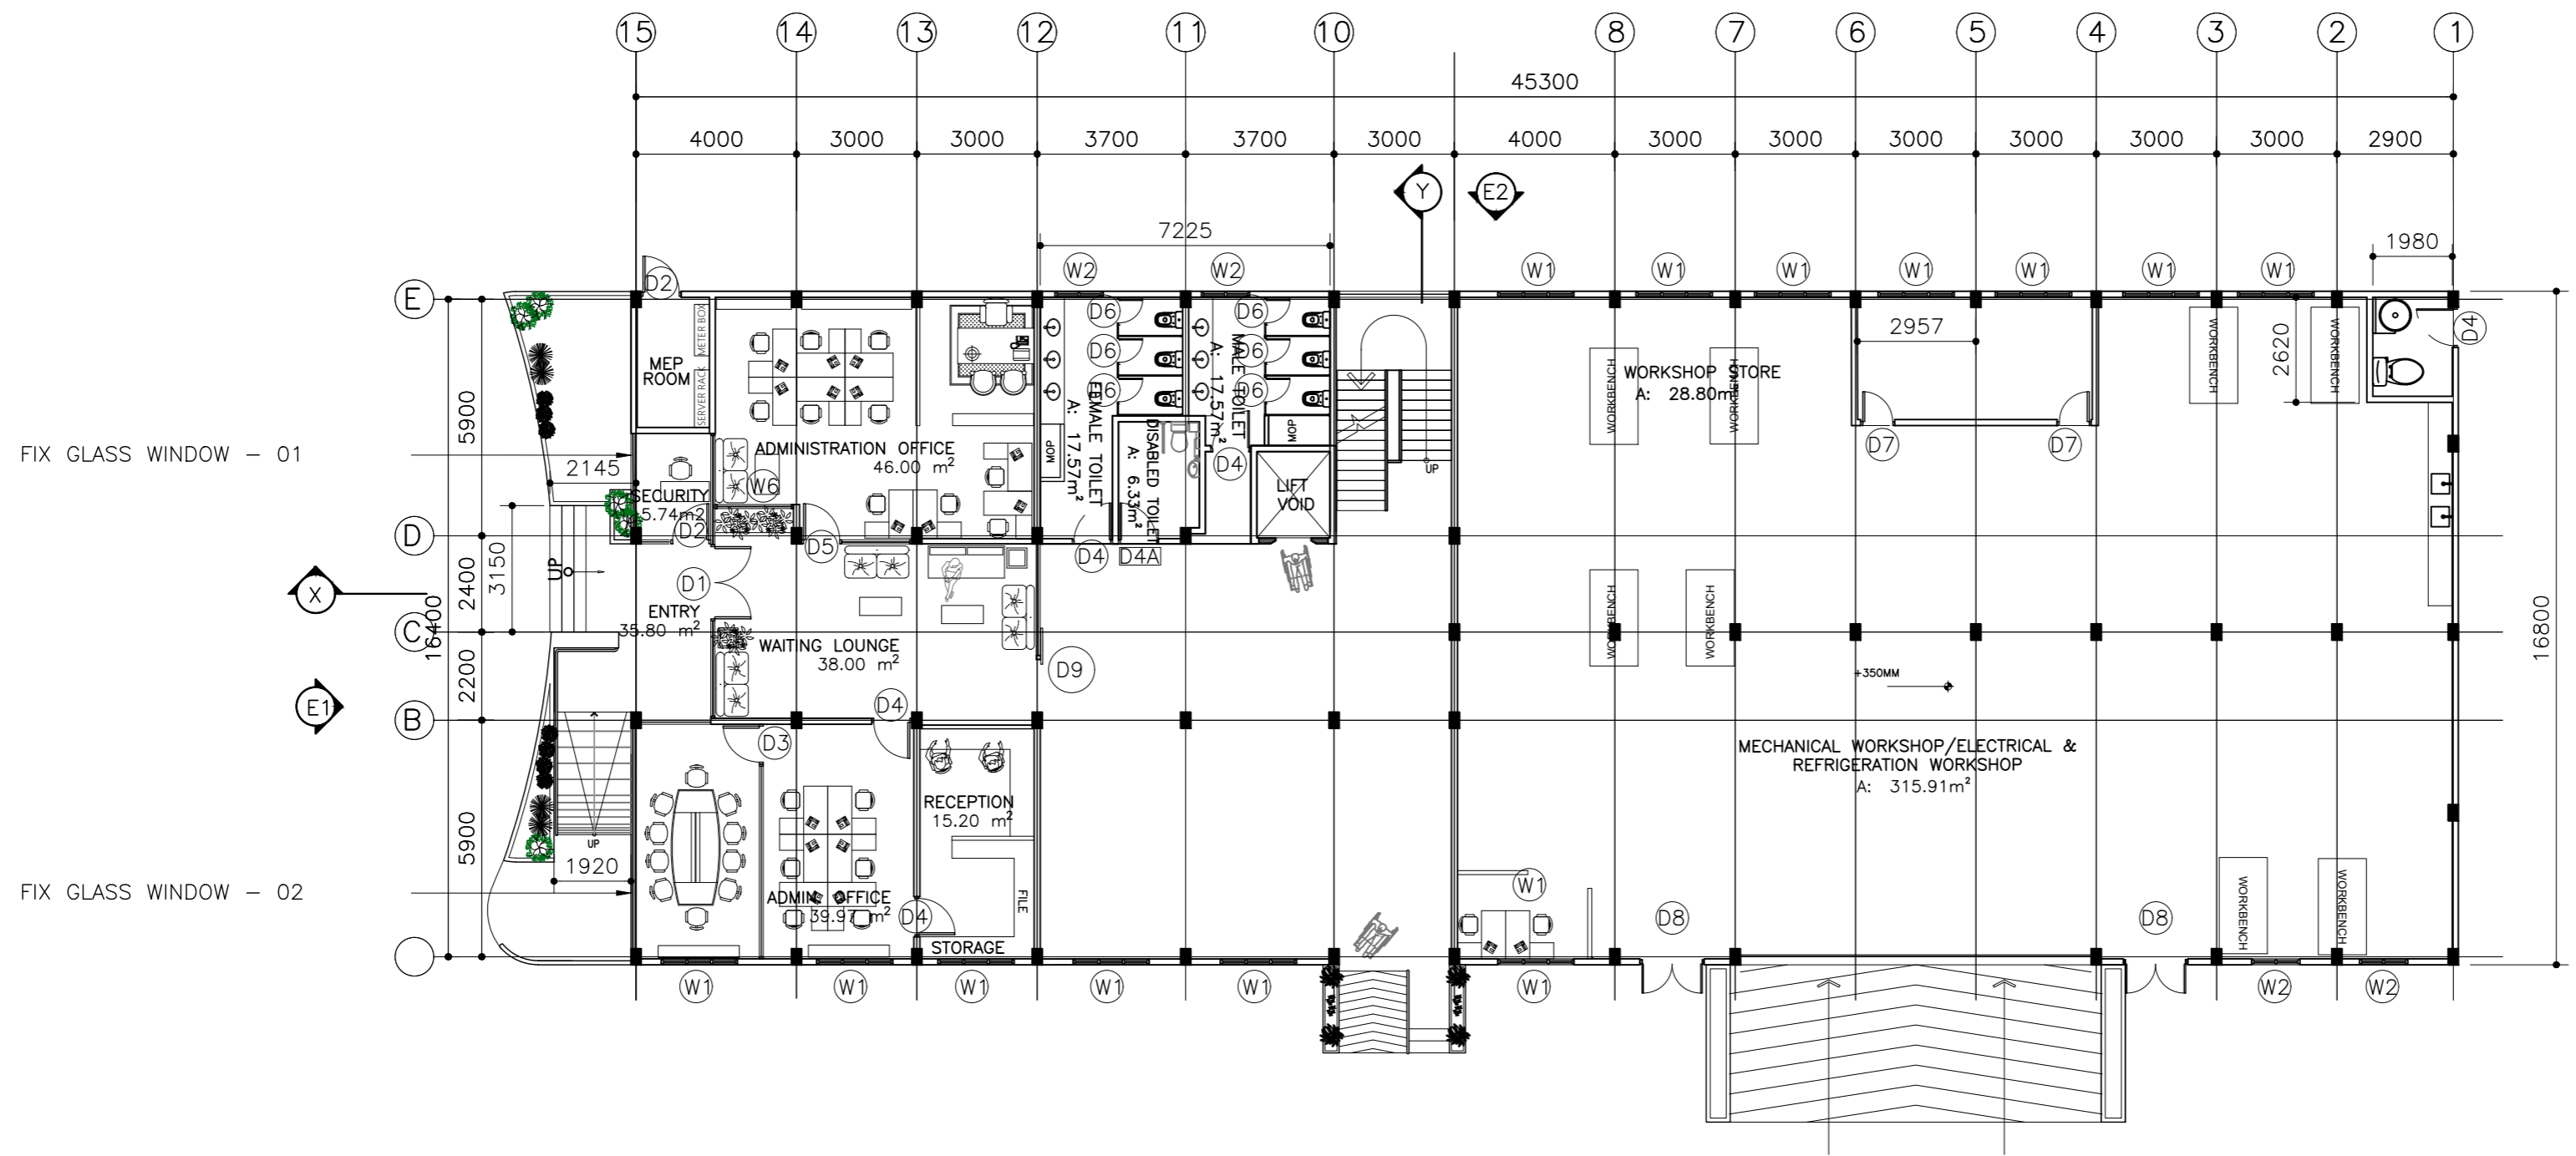 15 14 13 12 11 10 8 7 6 5 4 3 2 1
45300
4000 3000 3000 3700 3700 3000 4000 3000 3000 3000 3000 3000 3000 2900
Y E2
7225
1980
D2 W2 W2 W1 W1 W1 W1 W1 W1 W1
E
METER BOX
MEP
ROOM
SERVER RACK
D6 D6
D6 D6
D6 D6
2957
2620
D4
WORKBENCH
WORKBENCH
WORKBENCH
WORKBENCH
WORKSHOP STORE
A: 28.80m²
5900
FIX GLASS WINDOW - 01
2145
ADMINISTRATION OFFICE
46.00 m²
W6
SECURITY
5.74m2
D2
MOP
FEMALE TOILET
A: 17.57m²
DISABLED TOILET
A: 6.33m²
MALE TOILET
A: 17.57m²
MOP
D4
LIFT
VOID
UP
D7 D7
D
D5
D4 D4A
2400
3150
UP
D1
X
ENTRY
35.80 m²
WORKBENCH
WORKBENCH
C
16400
16800
WAITING LOUNGE
38.00 m²
D9
2200
+350MM
E1
D4
B
D3
MECHANICAL WORKSHOP/ELECTRICAL &
REFRIGERATION WORKSHOP
A: 315.91m²
RECEPTION
15.20 m²
5900
UP
1920
FIX GLASS WINDOW - 02
ADMIN OFFICE
39.97 m²
D4
FILE
STORAGE
W1
D8 D8
WORKBENCH
WORKBENCH
W1 W1 W1 W1 W1 W1 W2 W2